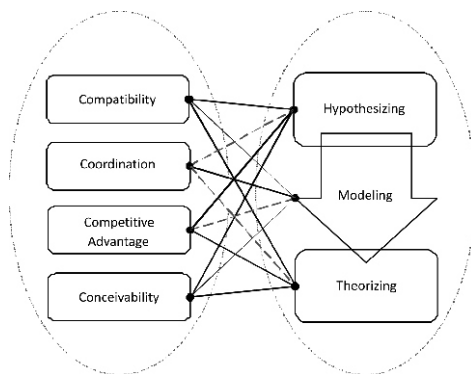 Compatibility
Coordination
Competitive
Advantage
Conceivability
Hypothesizing
Modeling
Theorizing